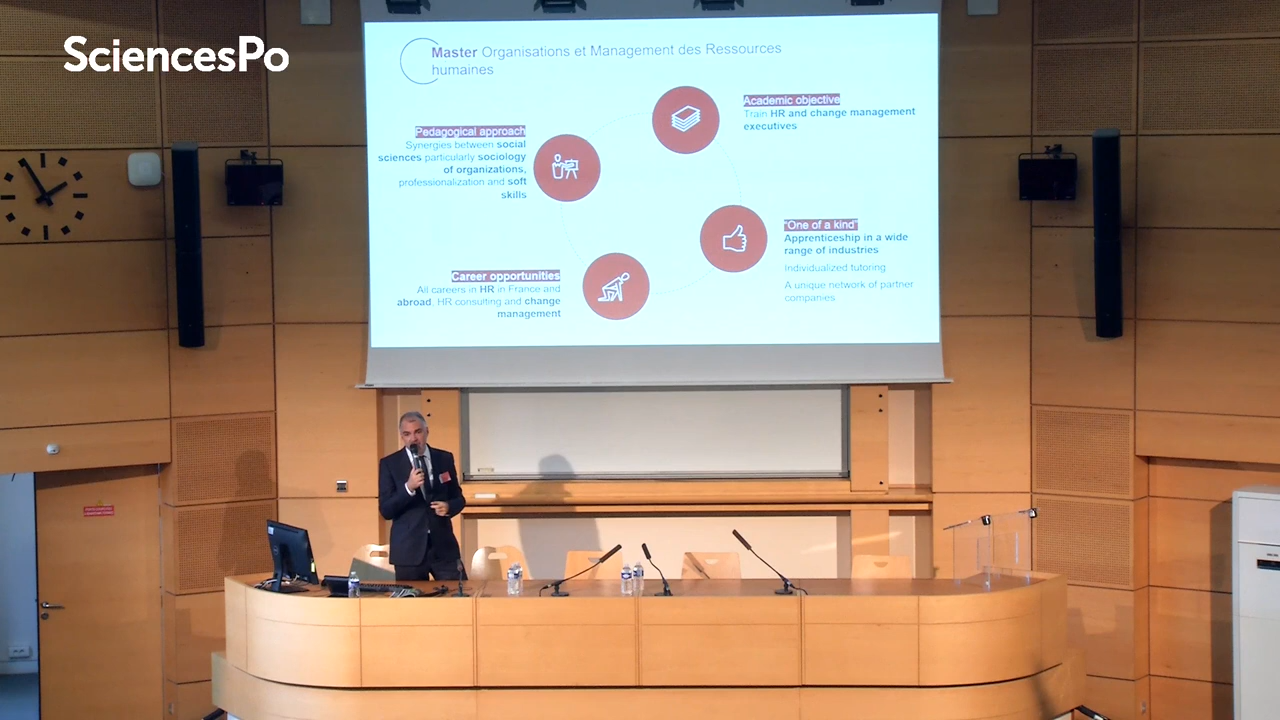 SciencesPo
Master Organisations et Management des Ressources
humaines
Academic objective
Train HR and change management
executives
Pedagogical approach
Synergies between social
sciences particularly sociology
of organizations,
professionalization and soft
skills
"One of a kind"
Apprenticeship in a wide
range of industries
Individualized tutoring
A unique network of partner
companies
Career opportunities
All careers in HR in France and
abroad. HR consulting and change
management